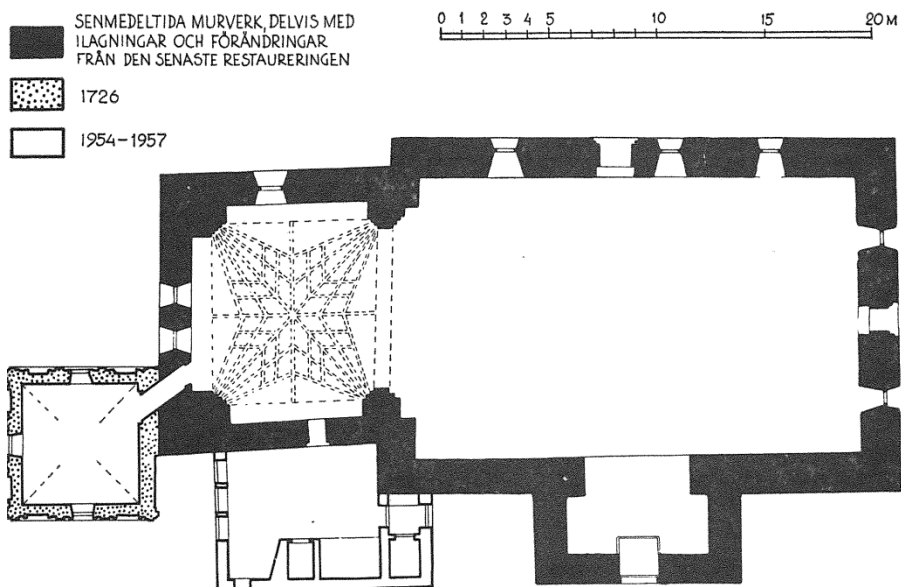 SENMEDELTIDA MURVERK, DELVIS MED
ILAGNINGAR OCH FÖRÄNDRINGAR
FRÅN DEN SENASTE RESTAURERINGEN
1726
1954–1957
0 1 2 3 4 5 10 15 20 M